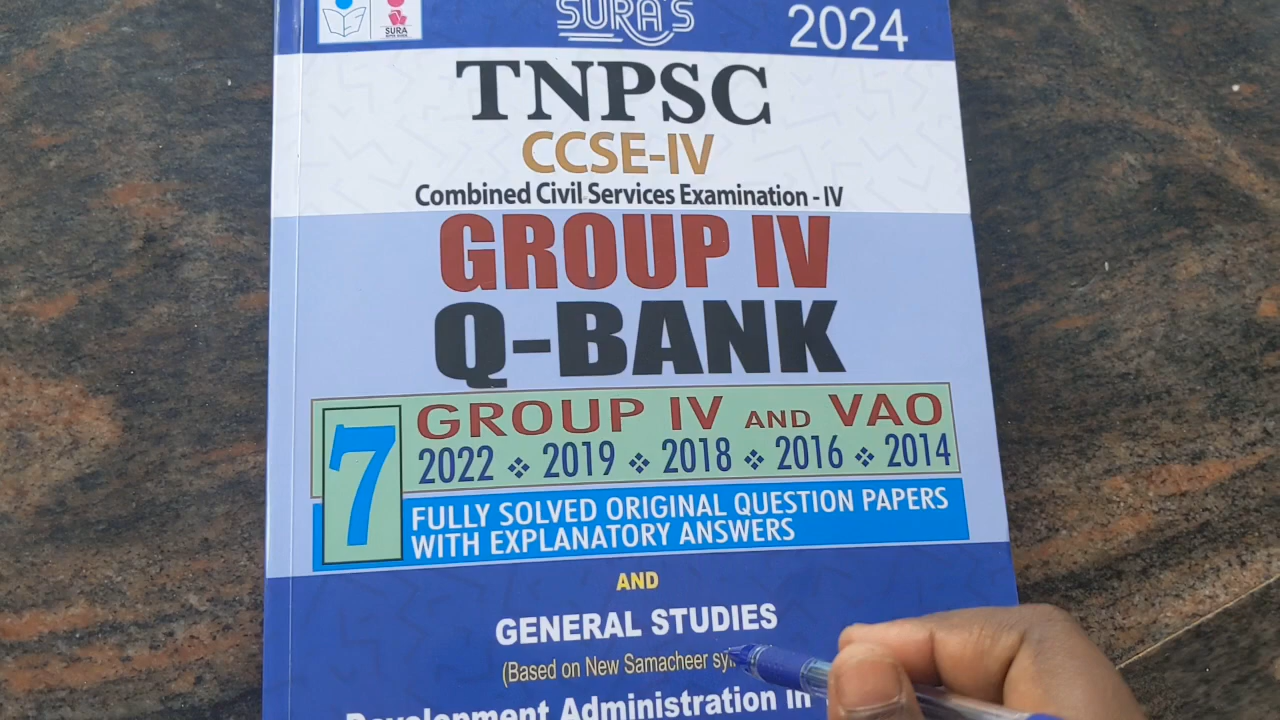 SURA
SURA'S
2024
TNPSC
CCSE-IV
Combined Civil Services Examination - IV
GROUP IV
Q-BANK
7
GROUP IV AND VAO
2022 ❖ 2019 ❖ 2018 ❖ 2016 ❖ 2014
FULLY SOLVED ORIGINAL QUESTION PAPERS
WITH EXPLANATORY ANSWERS
AND
GENERAL STUDIES
(Based on New Samacheer
Development Administration in